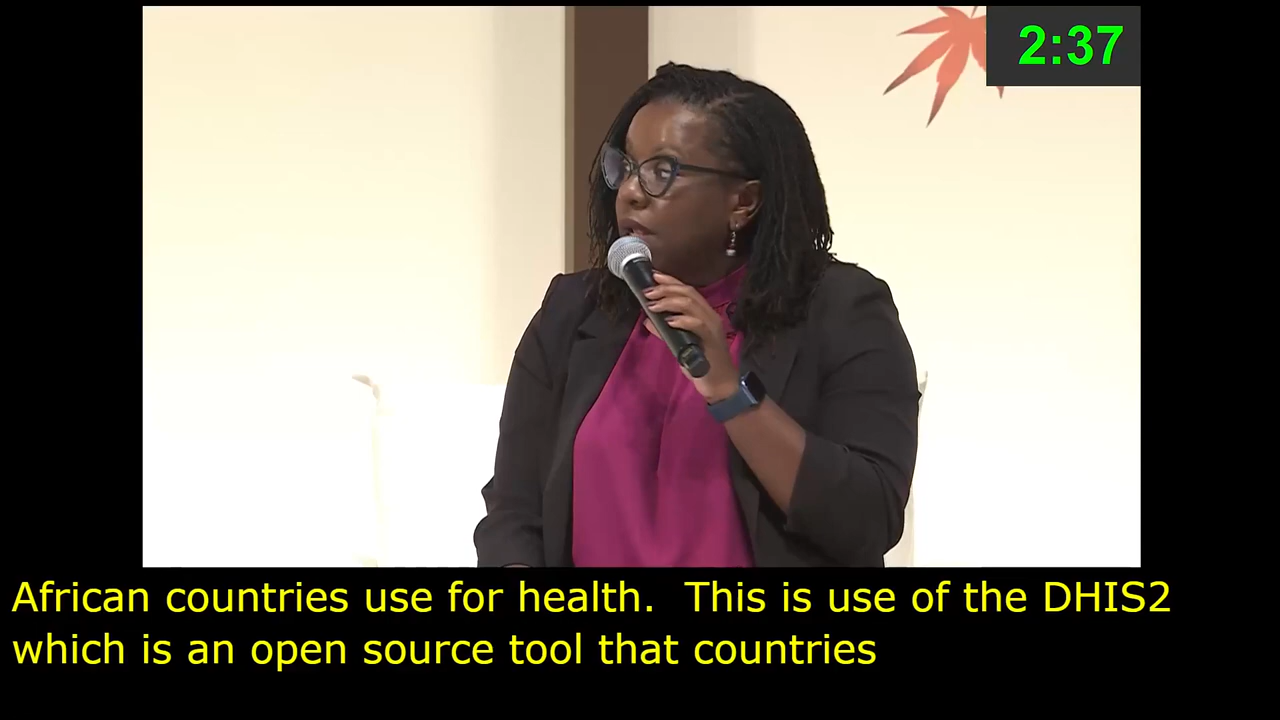 2:37
African countries use for health.  This is use of the DHIS2
which is an open source tool that countries